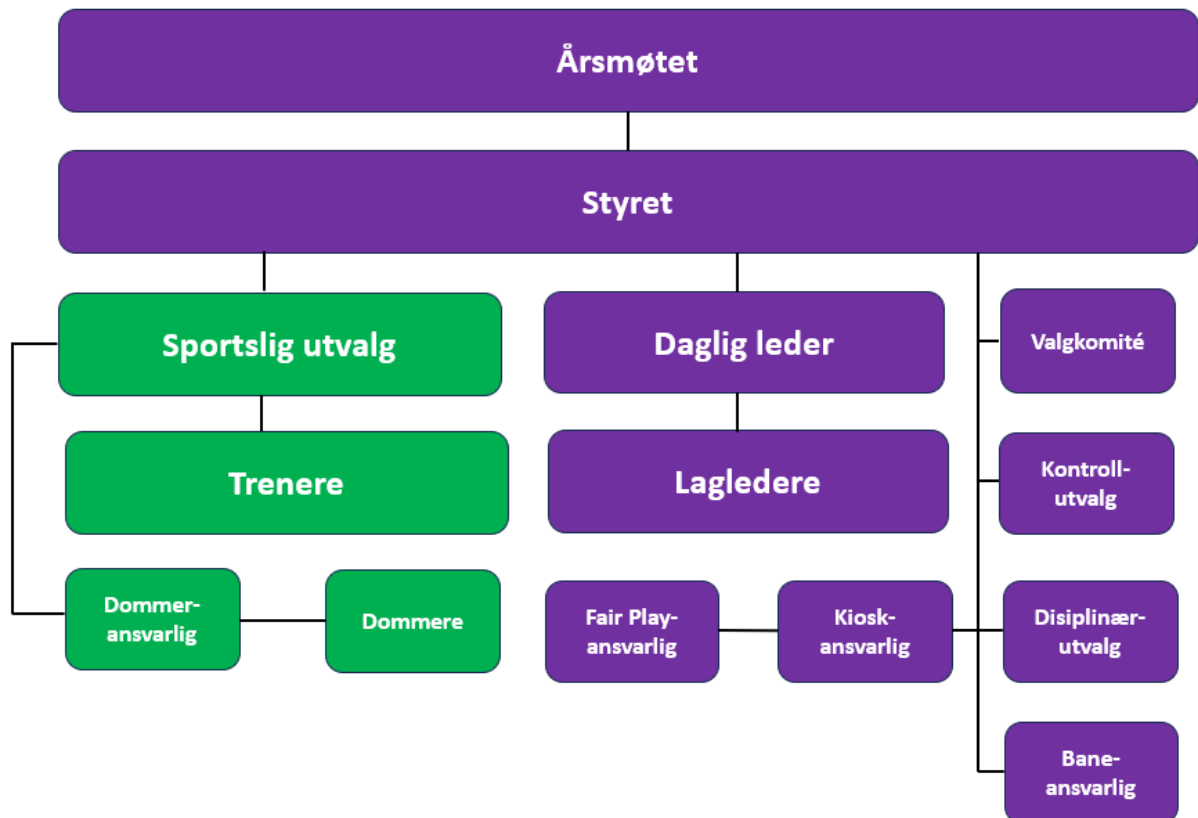 Årsmøtet
Styret
Sportslig utvalg
Daglig leder
Valgkomité
Trenere
Lagledere
Kontroll-
utvalg
Dommer-
ansvarlig
Dommere
Fair Play-
ansvarlig
Kiosk-
ansvarlig
Disiplinær-
utvalg
Bane-
ansvarlig